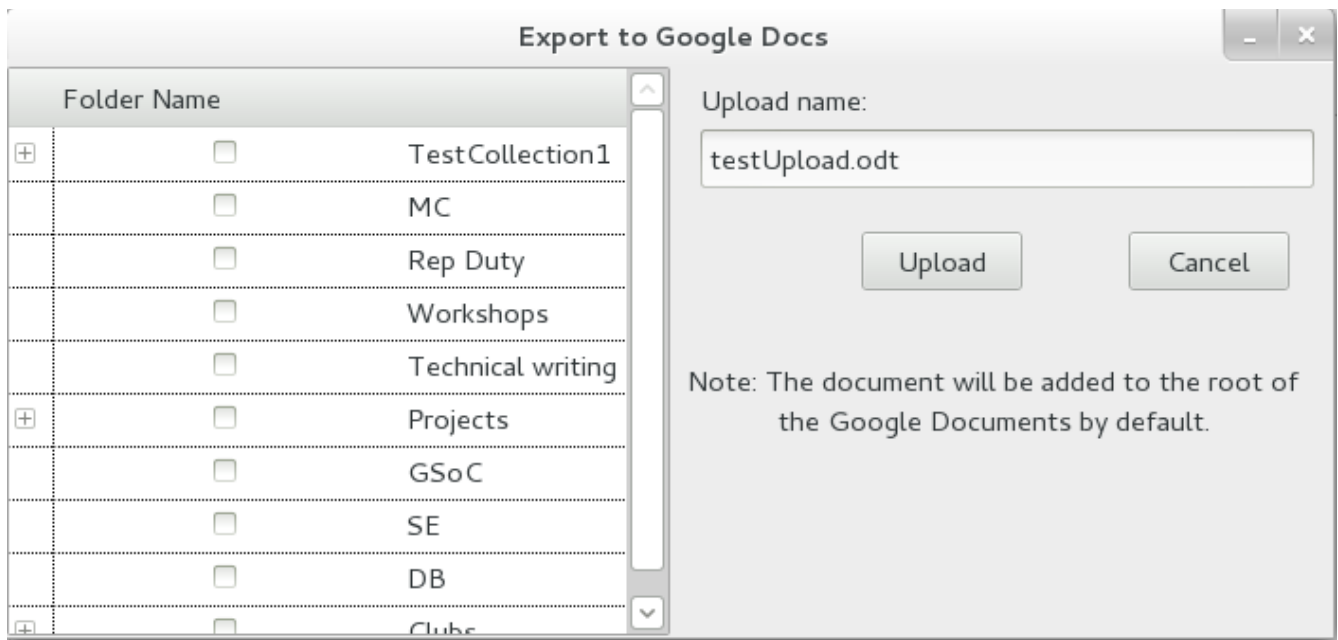 Export to Google Docs
Folder Name
TestCollection1
MC
Rep Duty
Workshops
Technical writing
Projects
GSoC
SE
DB
Clubs
Upload name:
testUpload.odt
Upload
Cancel
Note: The document will be added to the root of
the Google Documents by default.